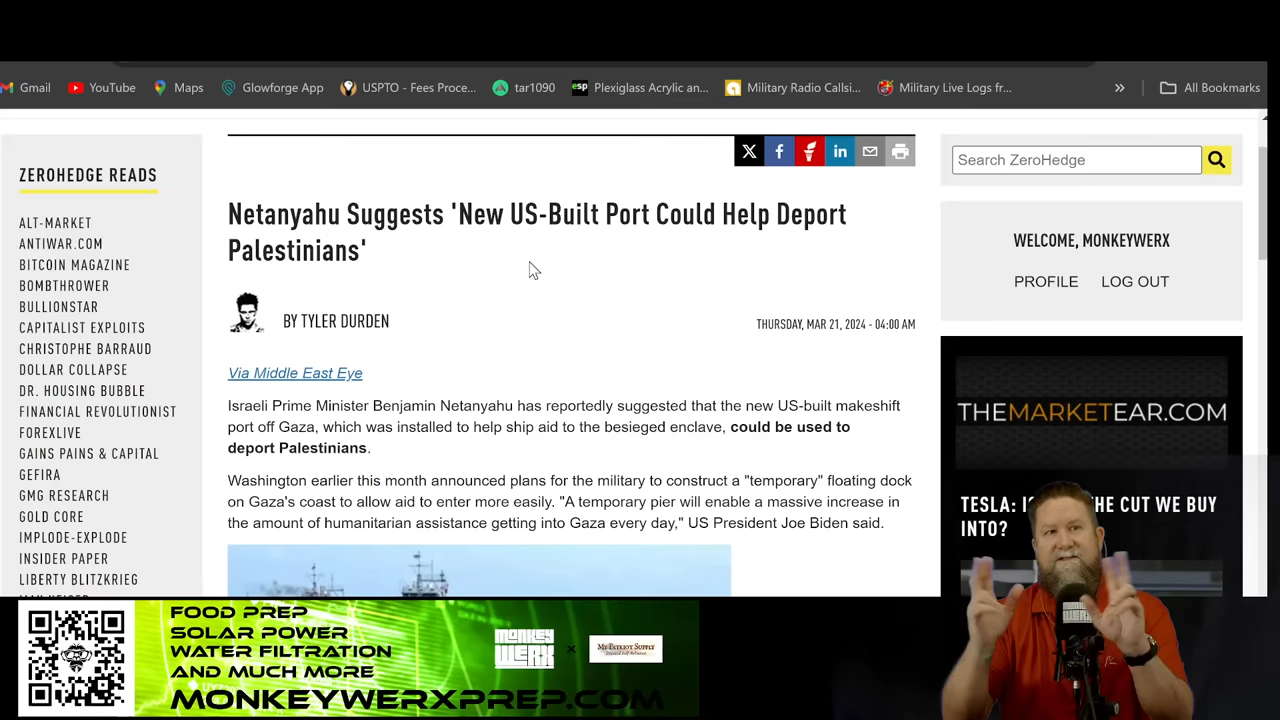 Gmail
YouTube
Maps
Glowforge App
USPTO - Fees Proce...
tar1090
esp
Plexiglass Acrylic an...
Military Radio Callsi...
Military Live Logs fr...
»
All Bookmarks
ZEROHEDGE READS
ALT-MARKET
ANTIWAR.COM
BITCOIN MAGAZINE
BOMBTHROWER
BULLIONSTAR
CAPITALIST EXPLOITS
CHRISTOPHE BARRAUD
DOLLAR COLLAPSE
DR. HOUSING BUBBLE
FINANCIAL REVOLUTIONIST
FOREXLIVE
GAINS PAINS & CAPITAL
GEFIRA
GMG RESEARCH
GOLD CORE
IMPLODE-EXPLODE
INSIDER PAPER
LIBERTY BLITZKRIEG
Netanyahu Suggests 'New US-Built Port Could Help Deport
Palestinians'
BY TYLER DURDEN
THURSDAY, MAR 21, 2024 - 04:00 AM
Via Middle East Eye
Israeli Prime Minister Benjamin Netanyahu has reportedly suggested that the new US-built makeshift
port off Gaza, which was installed to help ship aid to the besieged enclave, could be used to
deport Palestinians.
Washington earlier this month announced plans for the military to construct a "temporary" floating dock
on Gaza's coast to allow aid to enter more easily. "A temporary pier will enable a massive increase in
the amount of humanitarian assistance getting into Gaza every day," US President Joe Biden said.
Search ZeroHedge
WELCOME, MONKEYWERX
PROFILE LOG OUT
THEMARKETEAR.COM
TESLA: THE CUT WE BUY
INTO?
FOOD PREP
SOLAR POWER
WATER FILTRATION
AND MUCH MORE
MONKEYWERXPREP.COM
MONKEY
WERX
×
MY PATRIOT SUPPLY